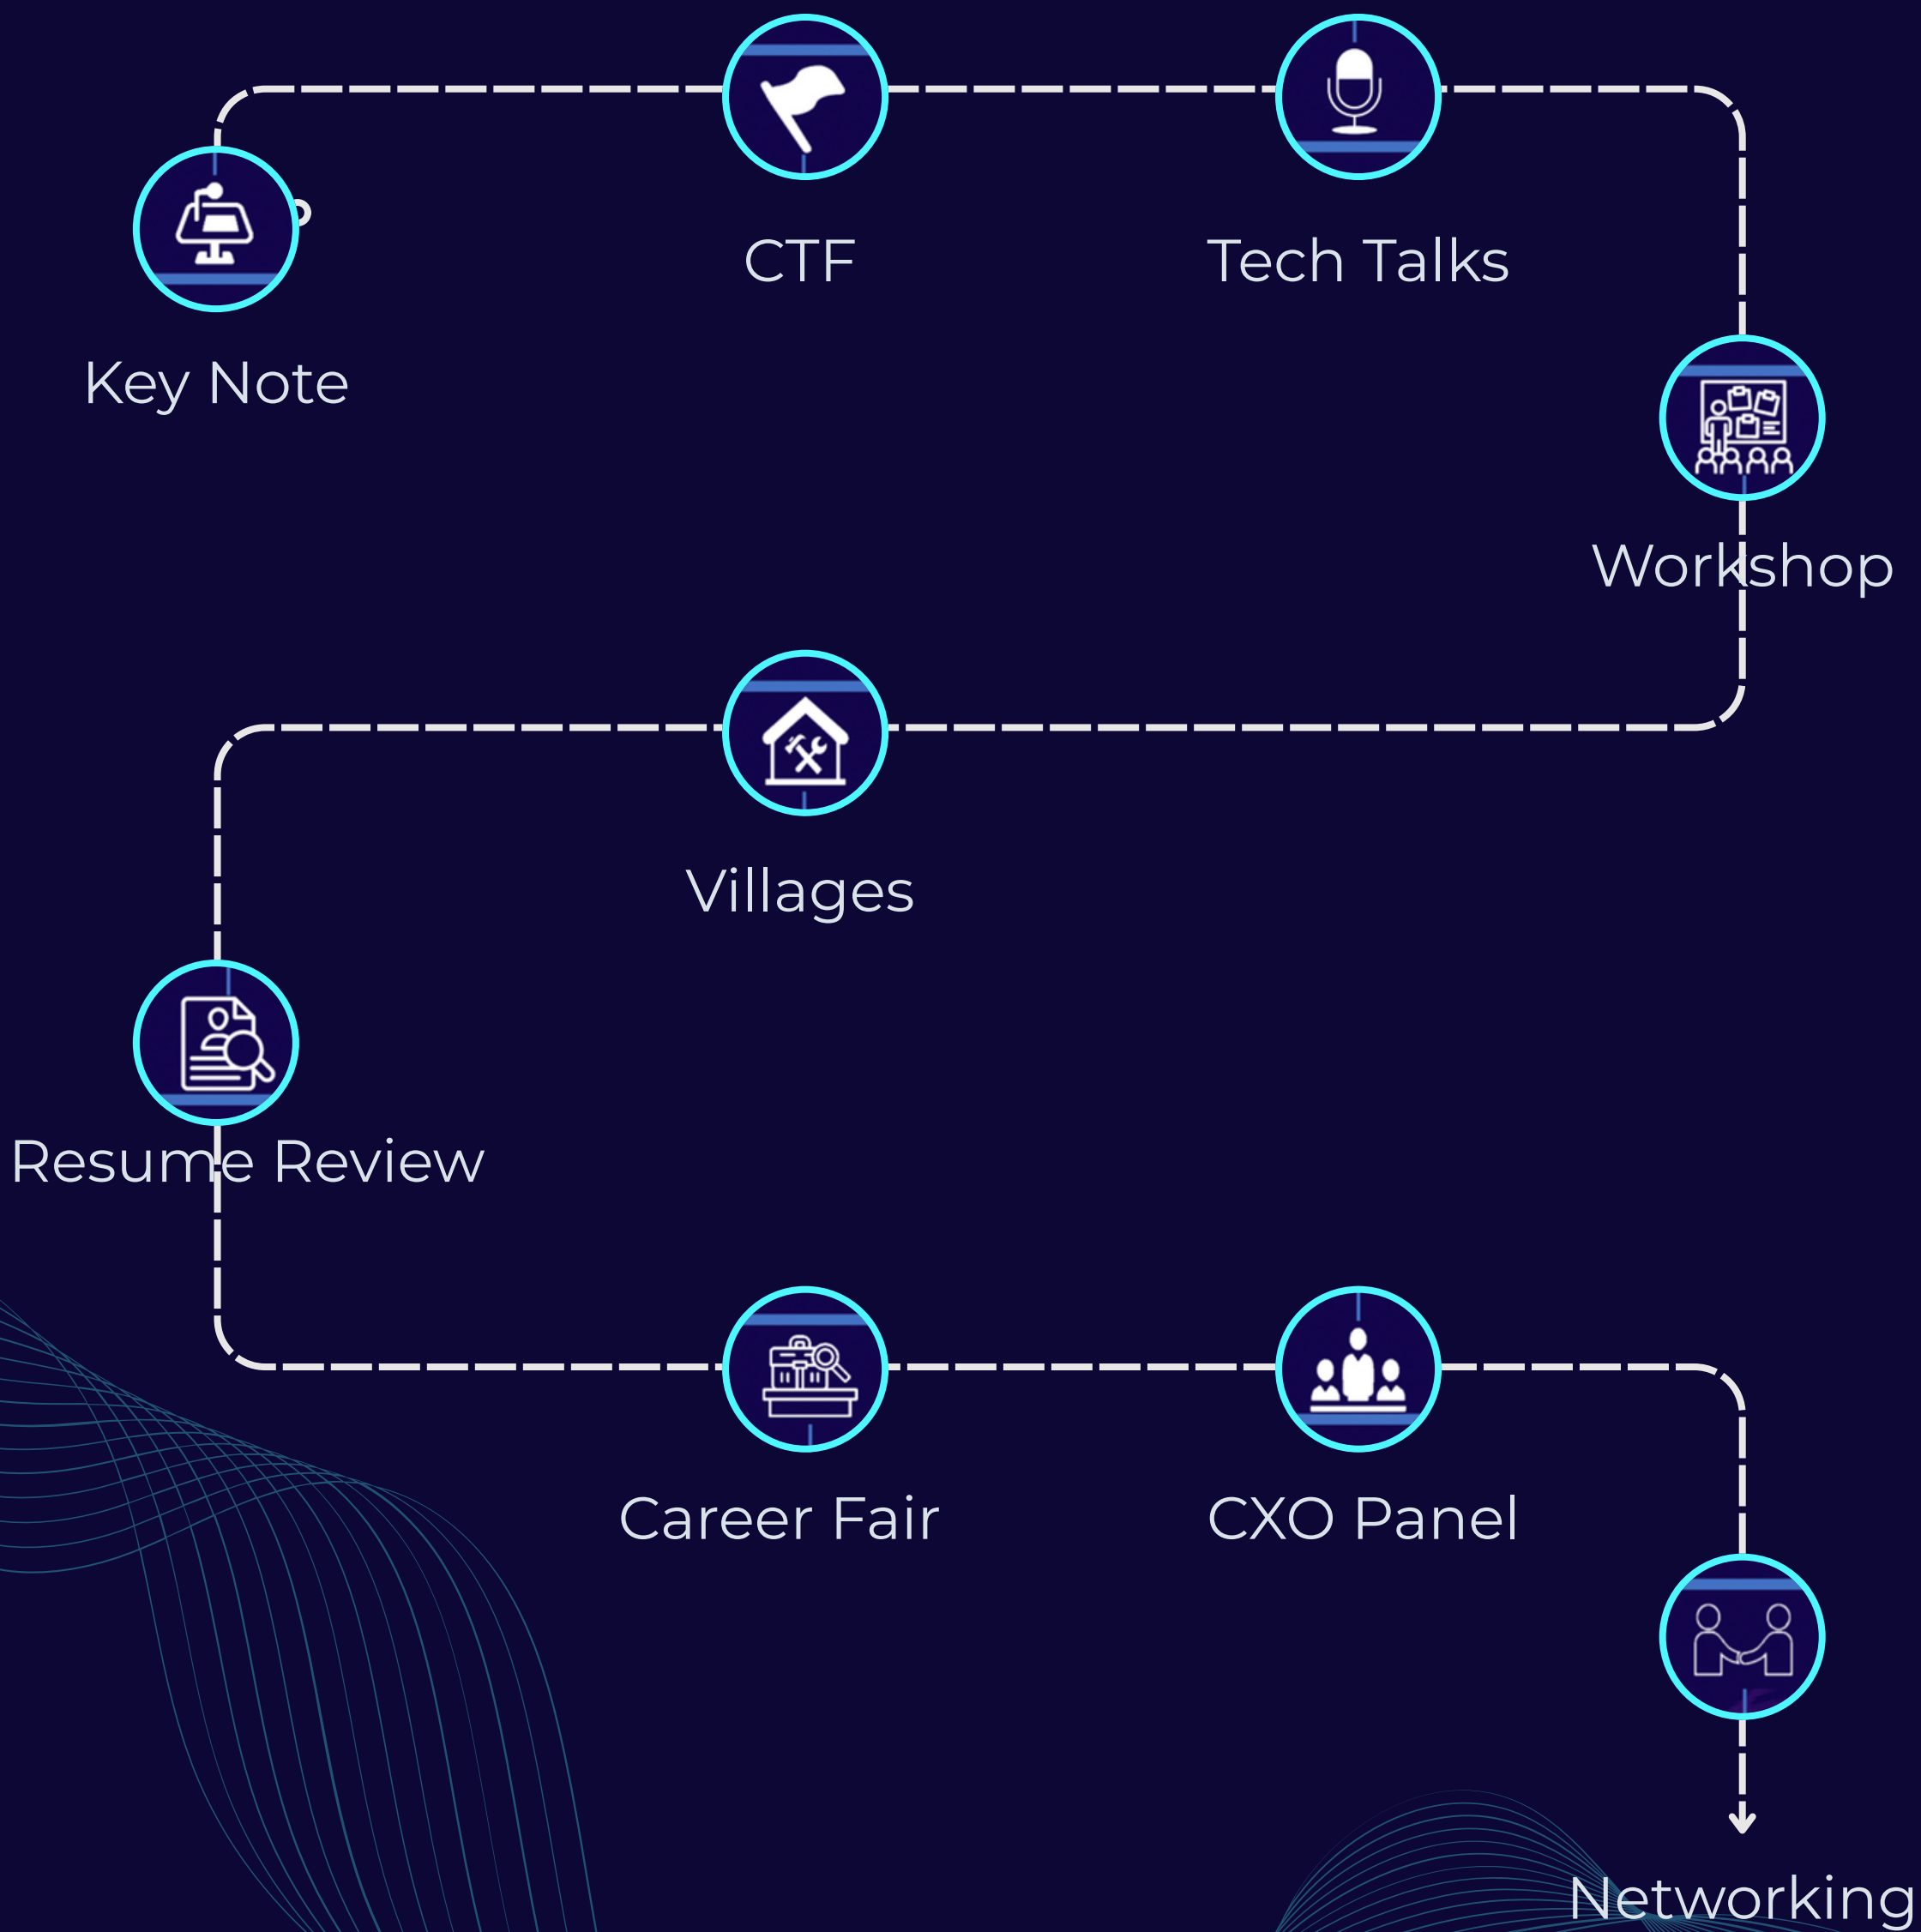 CTF
Tech Talks
Key Note
Workshop
Villages
Resume Review
Career Fair
CXO Panel
Networking